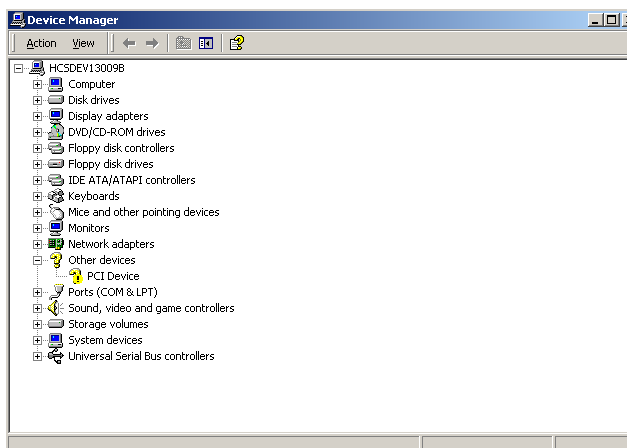 Device Manager
Action View
HCSDEV13009B
Computer
Disk drives
Display adapters
DVD/CD-ROM drives
Floppy disk controllers
Floppy disk drives
IDE ATA/ATAPI controllers
Keyboards
Mice and other pointing devices
Monitors
Network adapters
Other devices
PCI Device
Ports (COM & LPT)
Sound, video and game controllers
Storage volumes
System devices
Universal Serial Bus controllers